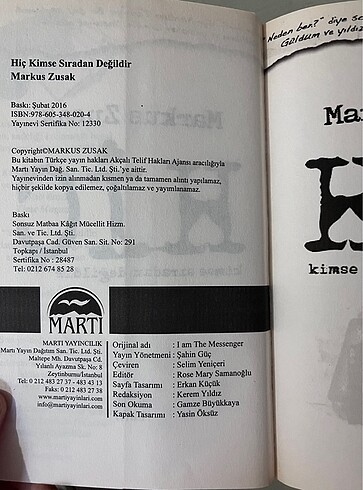 Hiç Kimse Sıradan Değildir
Markus Zusak
Baskı: Şubat 2016
ISBN:978-605-348-020-4
Yayınevi Sertifika No: 12330
Copyright©MARKUS ZUSAK
Bu kitabın Türkçe yayın hakları Akçalı Telif Hakları Ajansı aracılığıyla
Martı Yayın Dağ. San. Tic. Ltd. Şti.'ye aittir.
Yayınevinden izin alınmadan kısmen ya da tamamen alıntı yapılamaz,
hiçbir şekilde kopya edilemez, çoğaltılamaz ve yayımlanamaz.
Baskı
Sonsuz Matbaa Kâğıt Mücellit Hizm.
San. ve Tic. Ltd. Şti.
Davutpaşa Cad. Güven San. Sit. No: 291
Topkapı / İstanbul
Sertifika No : 28487
Tel: 0212 674 85 28
MARTI
MARTI YAYINCILIK
Martı Yayın Dağıtım San. Tic. Ltd. Şti.
Maltepe Mh. Davutpaşa Cd.
Yılanlı Ayazma Sk. No: 8
Zeytinburnu/İstanbul
Tel: 0 212 483 27 37 - 483 43 13
Faks: 0 212 483 27 38
www.martiyayinlari.com
info@martiyayinlari.com
Orijinal adı : I am The Messenger
Yayın Yönetmeni : Şahin Güç
Çeviren : Selim Yeniçeri
Editör : Rose Mary Samanoğlu
Sayfa Tasarımı : Erkan Küçük
Redaksiyon : Kerem Yıldız
Son Okuma : Gamze Büyükkaya
Kapak Tasarımı : Yasin Öksüz
"Neden ben?" diye
Güldüm ve yıldız
Ma
kimse